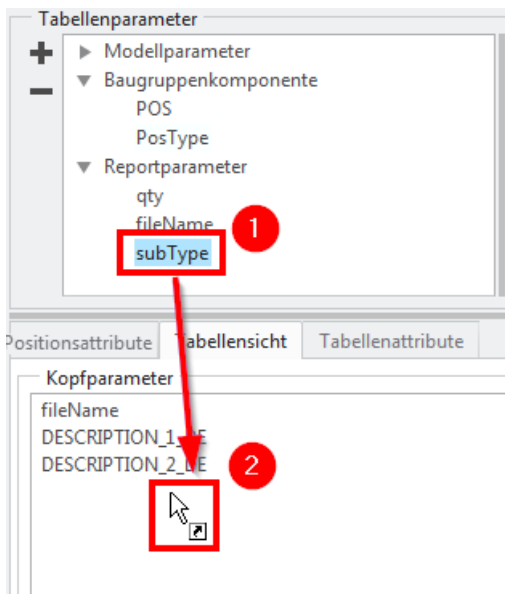 Tabellenparameter
Modellparameter
Baugruppenkomponente
POS
PosType
Reportparameter
qty
fileName
1
subType
Positionsattribute Tabellensicht Tabellenattribute
Kopfparameter
fileName
DESCRIPTION_1_DE
DESCRIPTION_2_DE
2